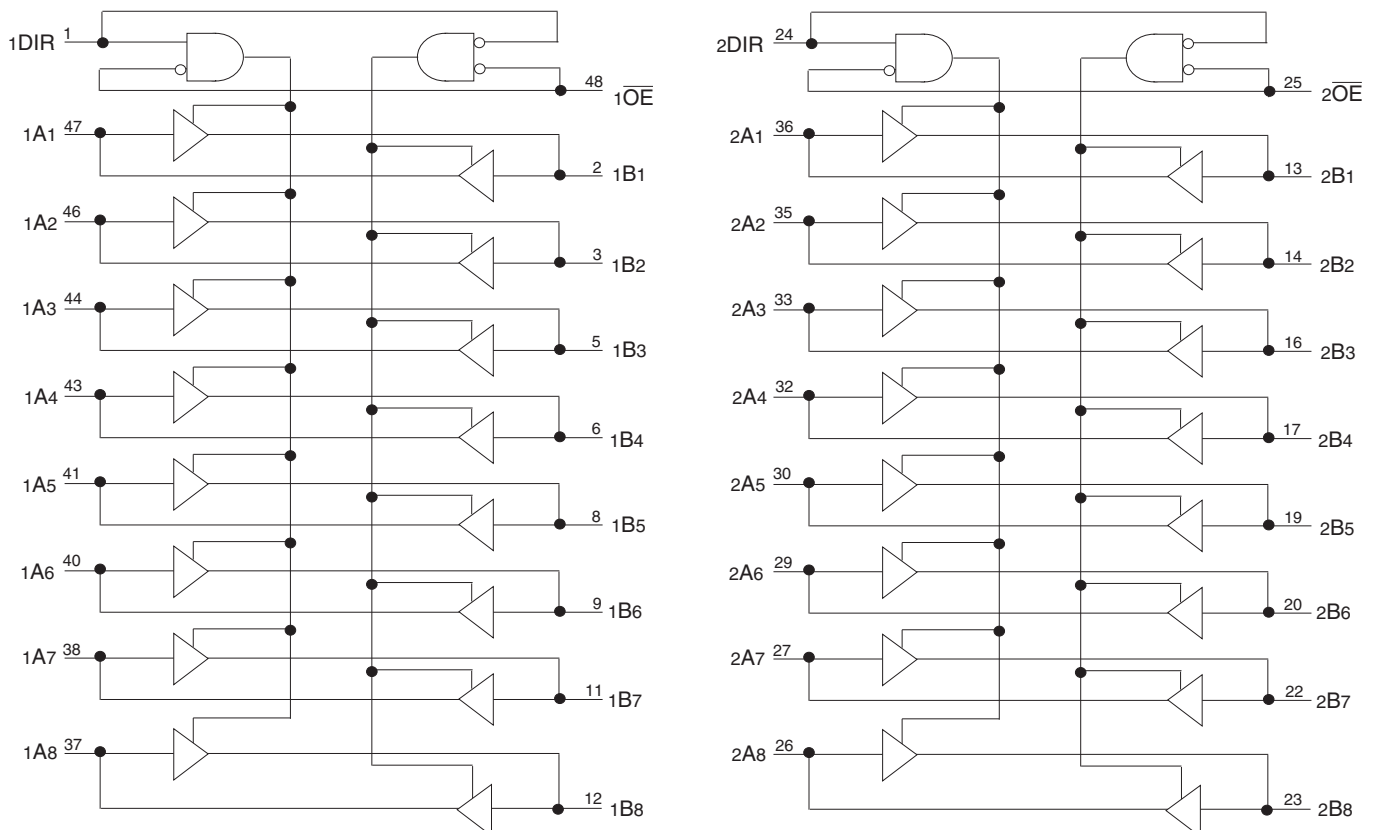 1DIR 1
48 1OE
1A1 47
2 1B1
1A2 46
3 1B2
1A3 44
5 1B3
1A4 43
6 1B4
1A5 41
8 1B5
1A6 40
9 1B6
1A7 38
11 1B7
1A8 37
12 1B8
2DIR 24
25 2OE
2A1 36
13 2B1
2A2 35
14 2B2
2A3 33
16 2B3
2A4 32
17 2B4
2A5 30
19 2B5
2A6 29
20 2B6
2A7 27
22 2B7
2A8 26
23 2B8